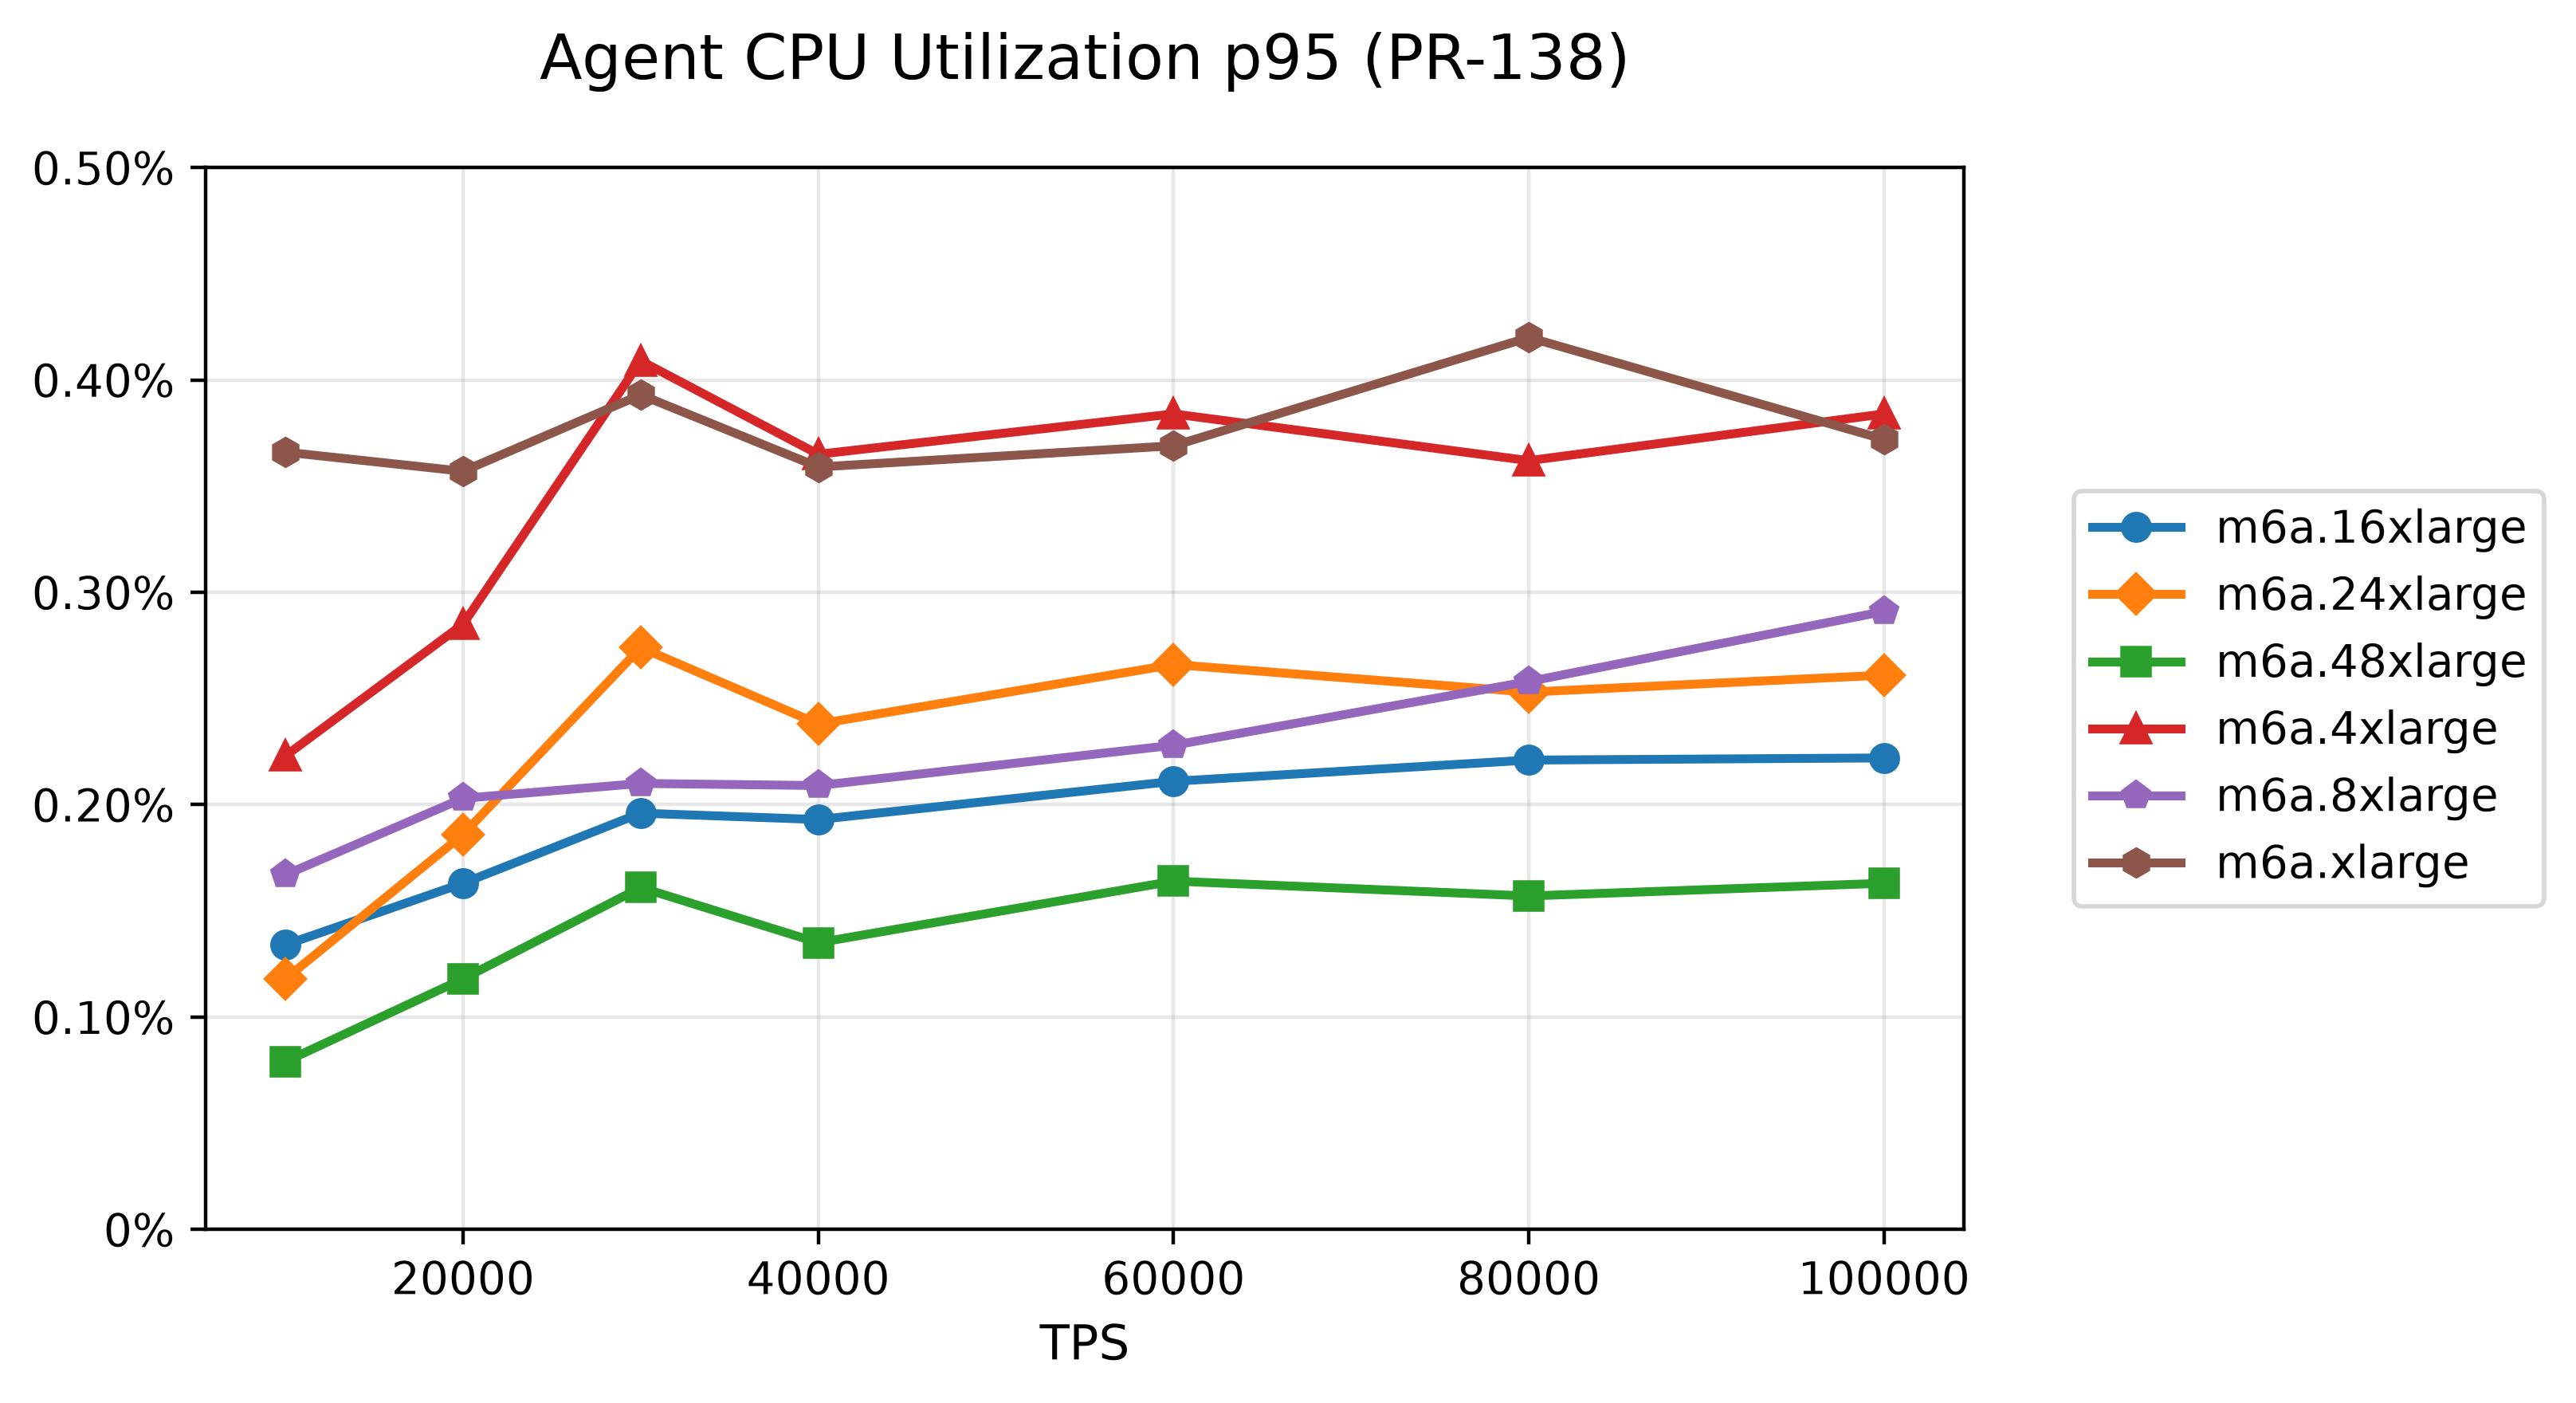 Agent CPU Utilization p95 (PR-138)
0.50%
0.40%
0.30%
0.20%
0.10%
0%
20000 40000 60000 80000 100000
TPS
m6a.16xlarge
m6a.24xlarge
m6a.48xlarge
m6a.4xlarge
m6a.8xlarge
m6a.xlarge